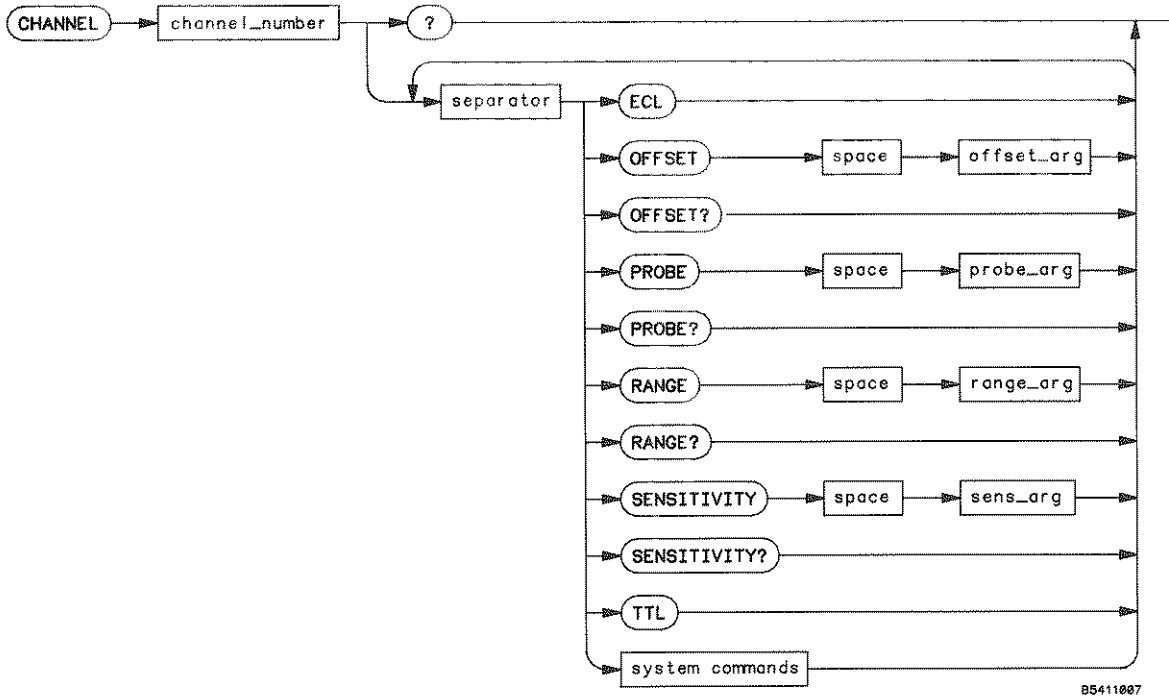 CHANNEL channel_number ?
separator ECL
OFFSET space offset_arg
OFFSET?
PROBE space probe_arg
PROBE?
RANGE space range_arg
RANGE?
SENSITIVITY space sens_arg
SENSITIVITY?
TTL
system commands
85411007